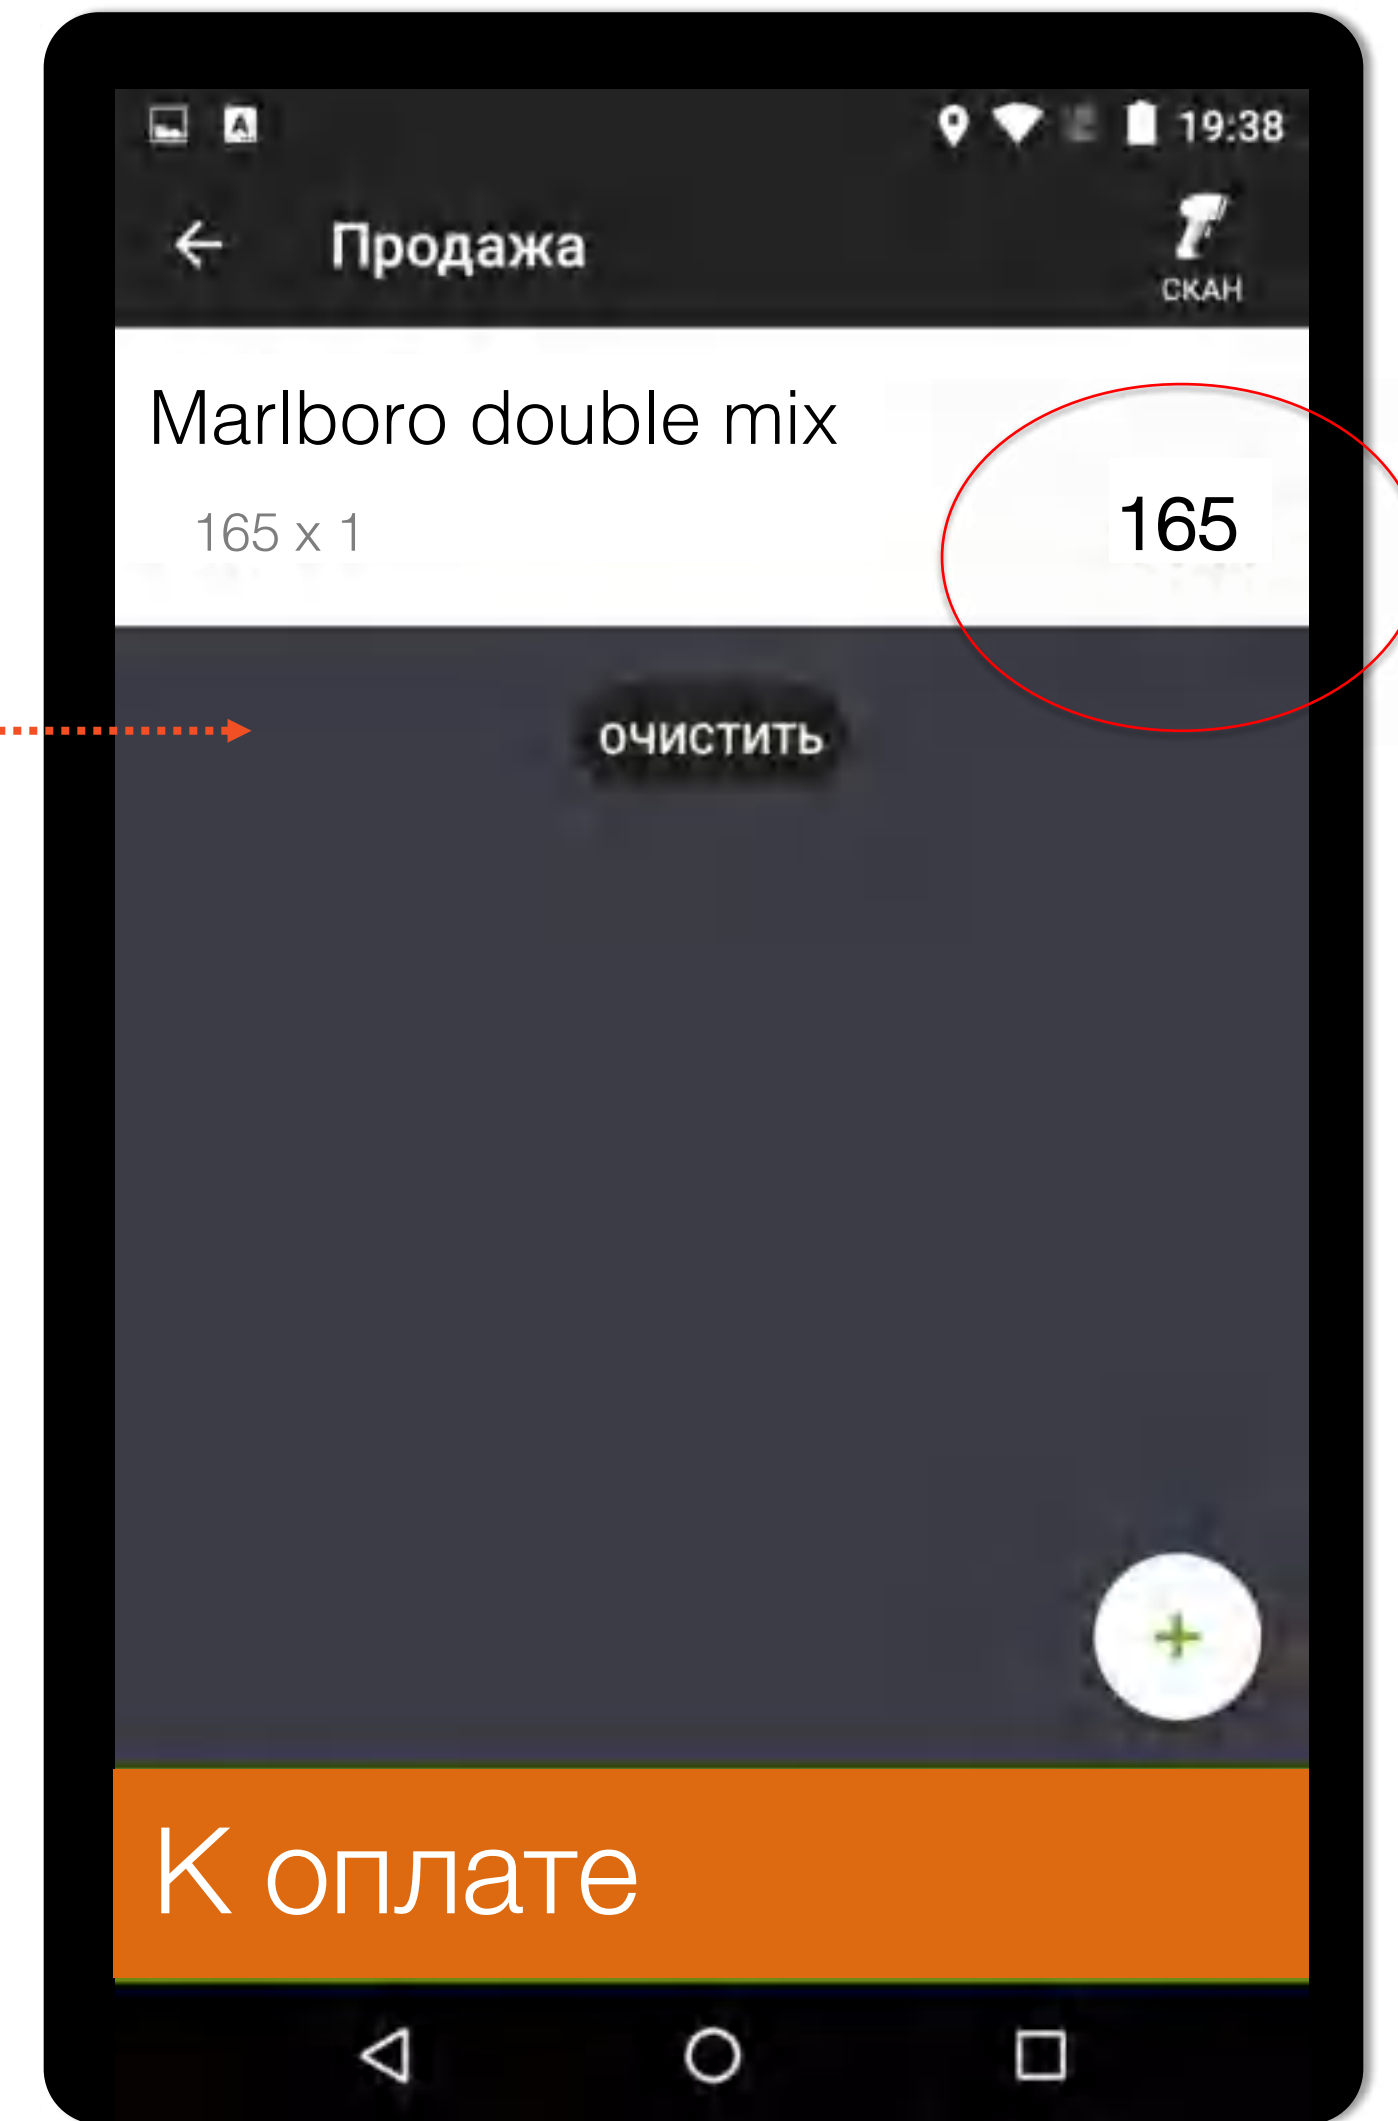 19:38
Продажа
СКАН
Marlboro double mix
165 x 1
165
ОЧИСТИТЬ
К оплате